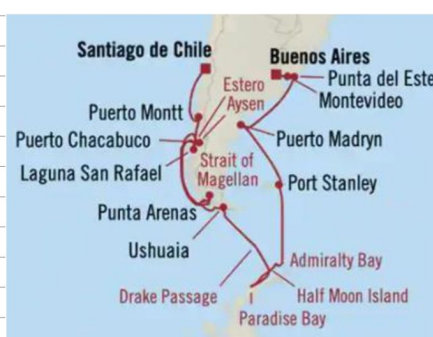 Santiago de Chile
Buenos Aires
Punta del Este
Montevideo
Estero
Aysen
Puerto Montt
Puerto Chacabuco
Puerto Madryn
Laguna San Rafael
Strait of
Magellan
Port Stanley
Punta Arenas
Ushuaia
Admiralty Bay
Drake Passage
Half Moon Island
Paradise Bay